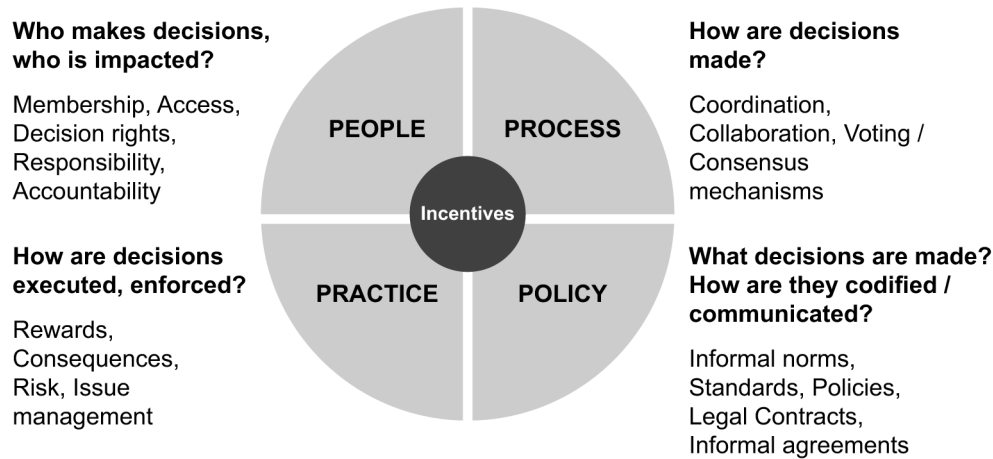 Who makes decisions,
who is impacted?
Membership, Access,
Decision rights,
Responsibility,
Accountability
PEOPLE
PROCESS
How are decisions
made?
Coordination,
Collaboration, Voting /
Consensus
mechanisms
Incentives
How are decisions
executed, enforced?
Rewards,
Consequences,
Risk, Issue
management
PRACTICE
POLICY
What decisions are made?
How are they codified /
communicated?
Informal norms,
Standards, Policies,
Legal Contracts,
Informal agreements